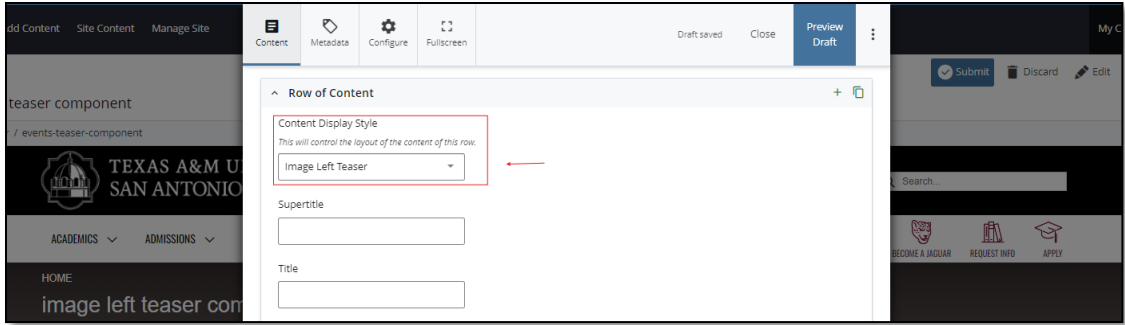 dd Content Site Content Manage Site
Content Metadata Configure Fullscreen
Draft saved Close Preview Draft
My C
Submit Discard Edit
Row of Content
teaser component
/ events-teaser-component
Content Display Style
This will control the layout of the content of this row.
Image Left Teaser
TEXAS A&M U
SAN ANTONIO
Search...
Supertitle
ACADEMICS ADMISSIONS
BECOME A JAGUAR REQUEST INFO APPLY
Title
HOME
image left teaser com